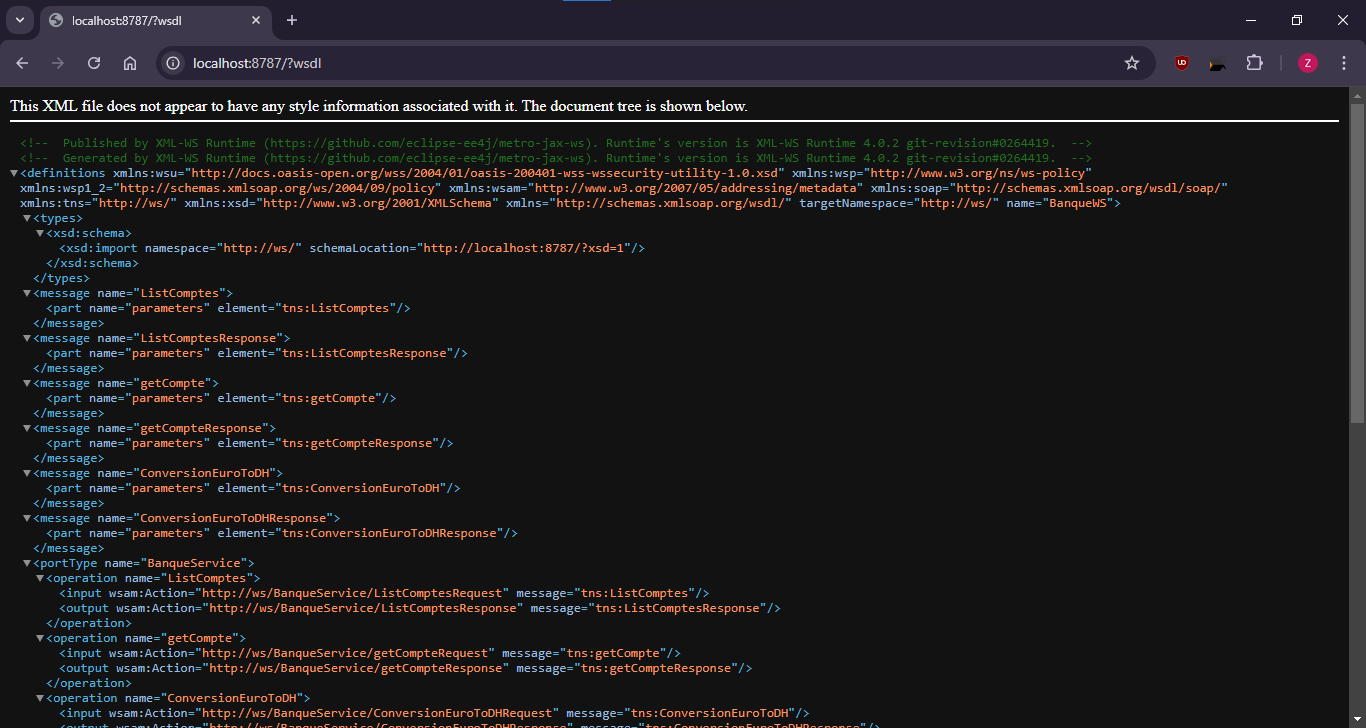 localhost:8787/?wsdl
localhost:8787/?wsdl
UD
Z
This XML file does not appear to have any style information associated with it. The document tree is shown below.
<!-- Published by XML-WS Runtime (https://github.com/eclipse-ee4j/metro-jax-ws). Runtime's version is XML-WS Runtime 4.0.2 git-revision#0264419. -->
<!-- Generated by XML-WS Runtime (https://github.com/eclipse-ee4j/metro-jax-ws). Runtime's version is XML-WS Runtime 4.0.2 git-revision#0264419. -->
<definitions xmlns:wsu="http://docs.oasis-open.org/wss/2004/01/oasis-200401-wss-wssecurity-utility-1.0.xsd" xmlns:wsp="http://www.w3.org/ns/ws-policy"
xmlns:wsp1_2="http://schemas.xmlsoap.org/ws/2004/09/policy" xmlns:wsam="http://www.w3.org/2007/05/addressing/metadata" xmlns:soap="http://schemas.xmlsoap.org/wsdl/soap/"
xmlns:tns="http://ws/" xmlns:xsd="http://www.w3.org/2001/XMLSchema" xmlns="http://schemas.xmlsoap.org/wsdl/" targetNamespace="http://ws/" name="BanqueWS">
<types>
<xsd:schema>
<xsd:import namespace="http://ws/" schemaLocation="http://localhost:8787/?xsd=1"/>
</xsd:schema>
</types>
<message name="ListComptes">
<part name="parameters" element="tns:ListComptes"/>
</message>
<message name="ListComptesResponse">
<part name="parameters" element="tns:ListComptesResponse"/>
</message>
<message name="getCompte">
<part name="parameters" element="tns:getCompte"/>
</message>
<message name="getCompteResponse">
<part name="parameters" element="tns:getCompteResponse"/>
</message>
<message name="ConversionEuroToDH">
<part name="parameters" element="tns:ConversionEuroToDH"/>
</message>
<message name="ConversionEuroToDHResponse">
<part name="parameters" element="tns:ConversionEuroToDHResponse"/>
</message>
<portType name="BanqueService">
<operation name="ListComptes">
<input wsam:Action="http://ws/BanqueService/ListComptesRequest" message="tns:ListComptes"/>
<output wsam:Action="http://ws/BanqueService/ListComptesResponse" message="tns:ListComptesResponse"/>
</operation>
<operation name="getCompte">
<input wsam:Action="http://ws/BanqueService/getCompteRequest" message="tns:getCompte"/>
<output wsam:Action="http://ws/BanqueService/getCompteResponse" message="tns:getCompteResponse"/>
</operation>
<operation name="ConversionEuroToDH">
<input wsam:Action="http://ws/BanqueService/ConversionEuroToDHRequest" message="tns:ConversionEuroToDH"/>
<output wsam:Action="http://ws/BanqueService/ConversionEuroToDHResponse" message="tns:ConversionEuroToDHResponse"/>